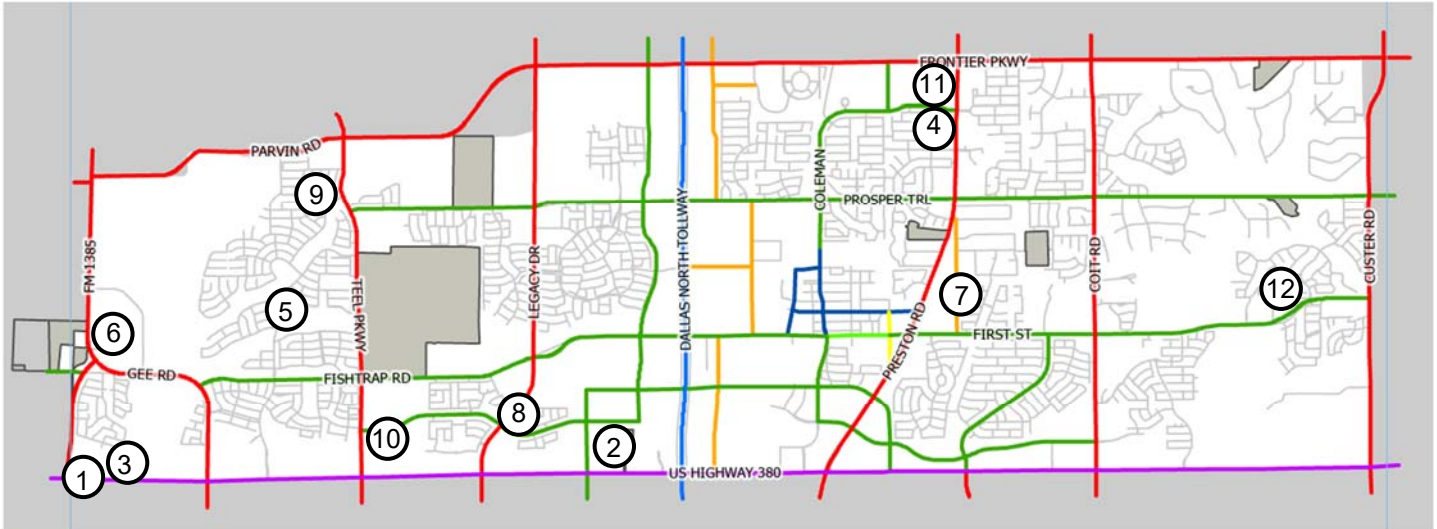 FRONTIER PKWY
11
4
PARVIN RD
COLEMAN
9
PROSPER TRL
DALLAS NORTH TOLLWAY
FM 1385
LEGACY DR
COIT RD
CUSTER RD
TEEL PKWY
5
7
12
6
PRESTON RD
FIRST ST
GEE RD
FISHTRAP RD
8
10
2
3
1
US HIGHWAY 380